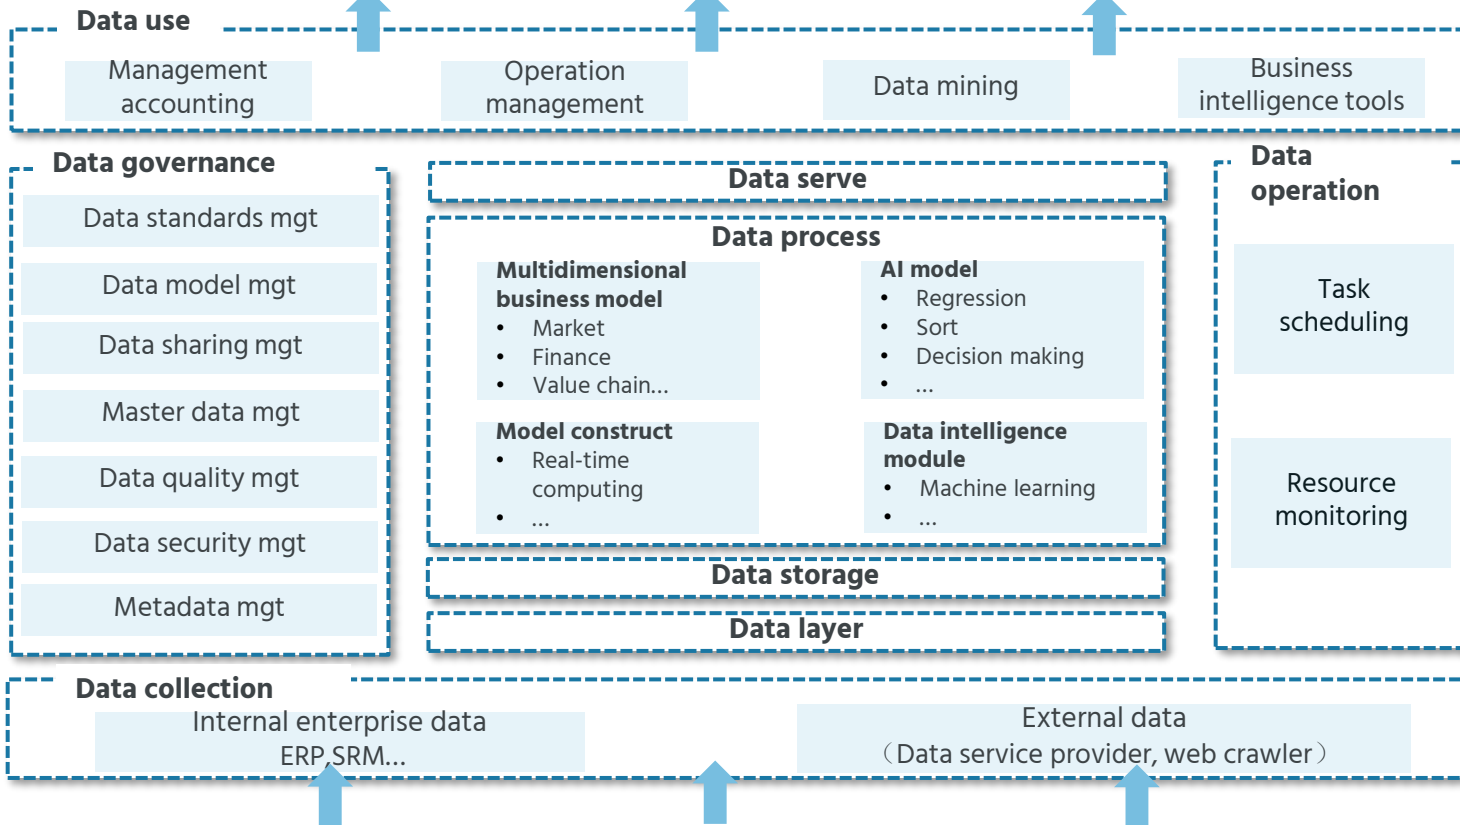 Data use
Management
accounting
Operation
management
Data mining
Business
intelligence tools
Data governance
Data standards mgt
Data model mgt
Data sharing mgt
Master data mgt
Data quality mgt
Data security mgt
Metadata mgt
Data serve
Data process
Multidimensional
business model
• Market
• Finance
• Value chain...
AI model
• Regression
• Sort
• Decision making
• ...
Model construct
• Real-time
computing
• ...
Data intelligence
module
• Machine learning
• ...
Data storage
Data layer
Data
operation
Task
scheduling
Resource
monitoring
Data collection
Internal enterprise data
ERP,SRM...
External data
（Data service provider, web crawler）